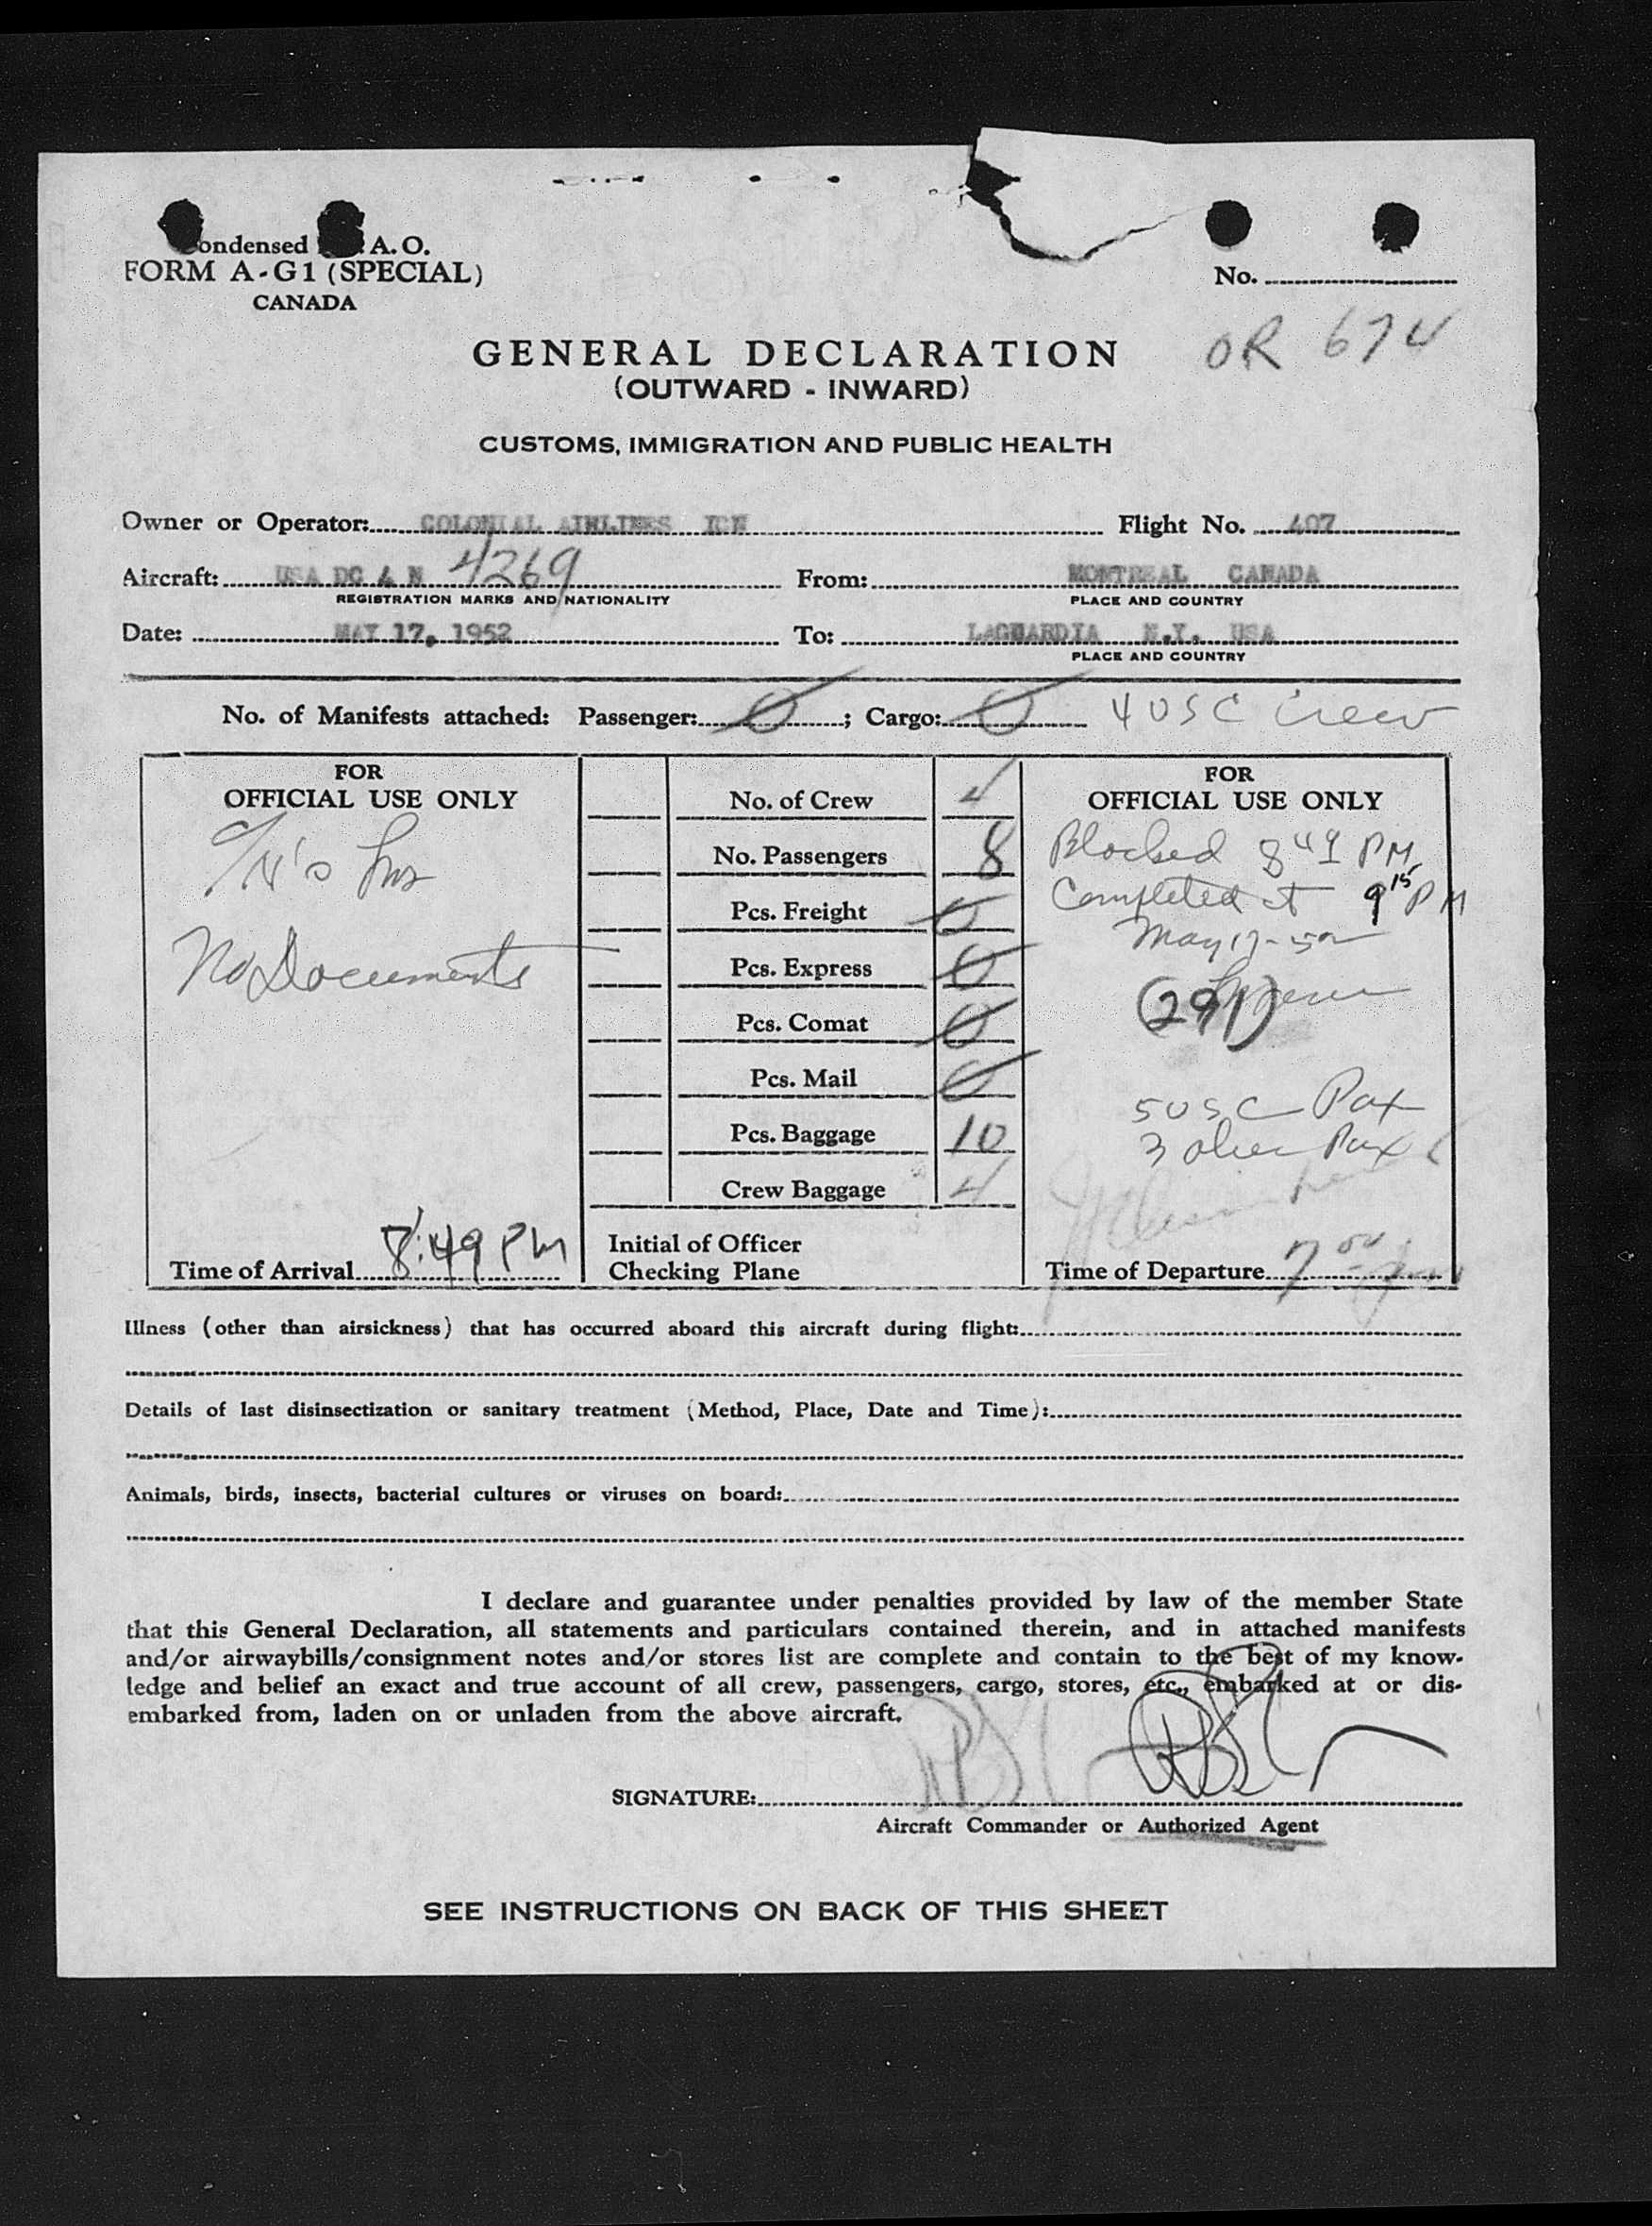 ondensed A. O.
FORM A-G1 (SPECIAL)
CANADA
No.
OR 674
GENERAL DECLARATION
(OUTWARD - INWARD)
CUSTOMS, IMMIGRATION AND PUBLIC HEALTH
Owner or Operator: COLONIAL AIRLINES Flight No. 407
Aircraft: USA DC 4 N 4269 From: MONTREAL CANADA
REGISTRATION MARKS AND NATIONALITY PLACE AND COUNTRY
Date: MAY 17, 1952 To: LAGUARDIA N.Y. USA
PLACE AND COUNTRY
No. of Manifests attached: Passenger: 0; Cargo: 0 4 USC Crew
FOR OFFICIAL USE ONLY
No Documents
Time of Arrival 8:49 PM
No. of Crew 4
No. Passengers 8
Pcs. Freight 0
Pcs. Express 0
Pcs. Comat 0
Pcs. Mail 0
Pcs. Baggage 10
Crew Baggage 4
Initial of Officer
Checking Plane
FOR OFFICIAL USE ONLY
Blocked 8 49 PM
Completed at 9 15 PM
May 17-52
(291)
5 USC Pax
3 alien Pax
Time of Departure
Illness (other than airsickness) that has occurred aboard this aircraft during flight:
Details of last disinsectization or sanitary treatment (Method, Place, Date and Time):
Animals, birds, insects, bacterial cultures or viruses on board:
I declare and guarantee under penalties provided by law of the member State
that this General Declaration, all statements and particulars contained therein, and in attached manifests
and/or airwaybills/consignment notes and/or stores list are complete and contain to the best of my know-
ledge and belief an exact and true account of all crew, passengers, cargo, stores, etc., embarked at or dis-
embarked from, laden on or unladen from the above aircraft.
SIGNATURE:
Aircraft Commander or Authorized Agent
SEE INSTRUCTIONS ON BACK OF THIS SHEET